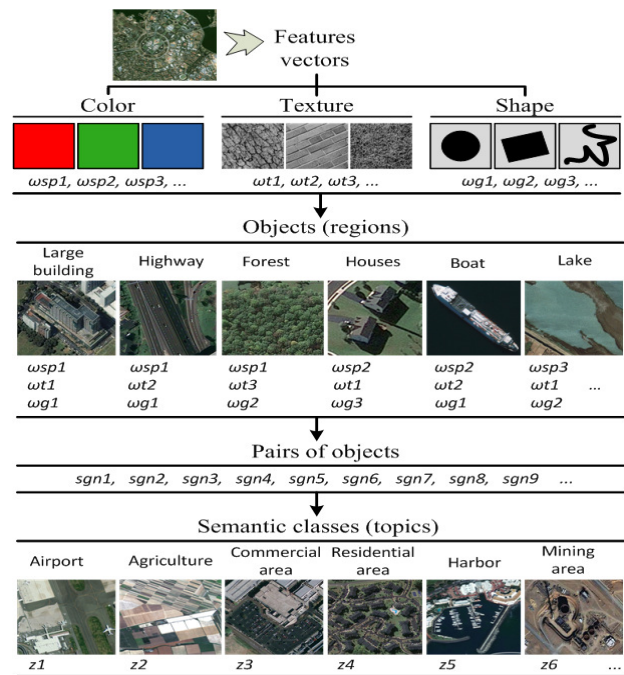 Features
vectors
Color Texture Shape
ωsp1, ωsp2, ωsp3, ... ωt1, ωt2, ωt3, ... ωg1, ωg2, ωg3, ...
Objects (regions)
Large
building Highway Forest Houses Boat Lake
ωsp1 ωsp1 ωsp1 ωsp2 ωsp2 ωsp3
ωt1 ωt2 ωt3 ωt1 ωt2 ωt1 ...
ωg1 ωg1 ωg2 ωg3 ωg1 ωg2
Pairs of objects
sgn1, sgn2, sgn3, sgn4, sgn5, sgn6, sgn7, sgn8, sgn9 ...
Semantic classes (topics)
Airport Agriculture Commercial
area Residential
area Harbor Mining
area
z1 z2 z3 z4 z5 z6 ...